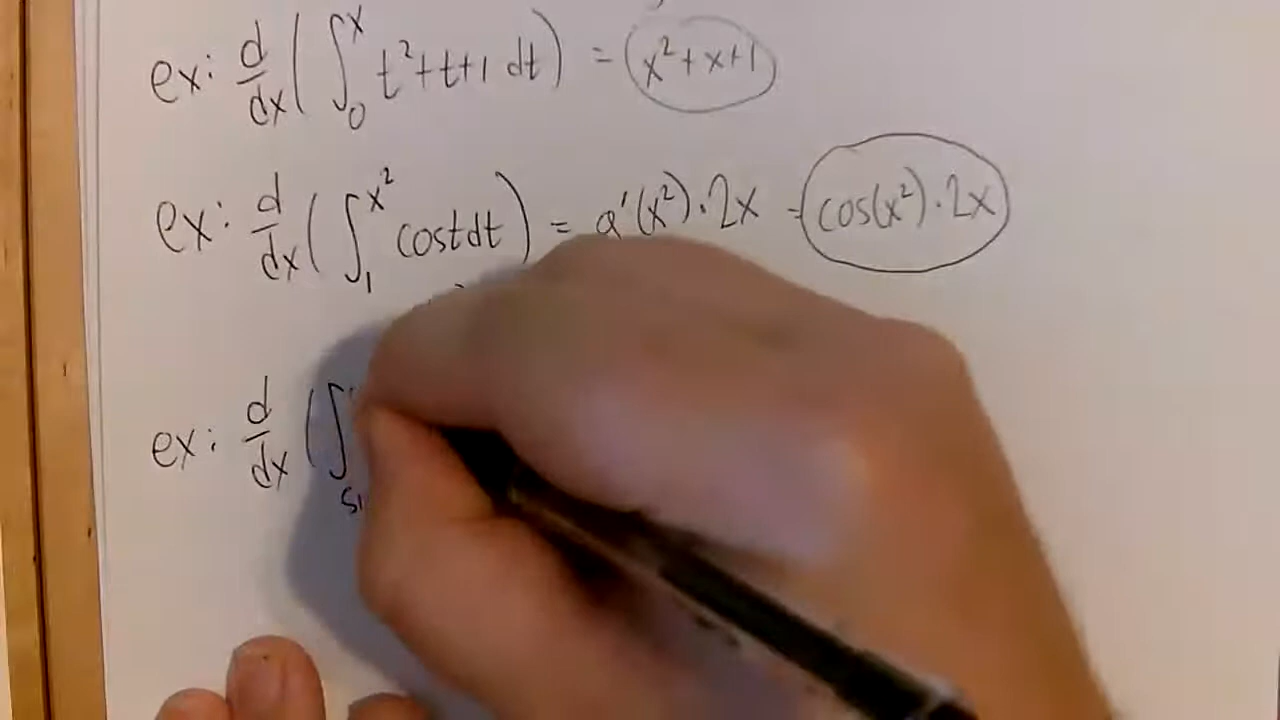 ex: d/dx ( ∫₀ˣ t²+t+1 dt ) = x²+x+1
ex: d/dx ( ∫₁^x² cost dt ) = a'(x²)·2x = cos(x²)·2x
ex: d/dx ( ∫